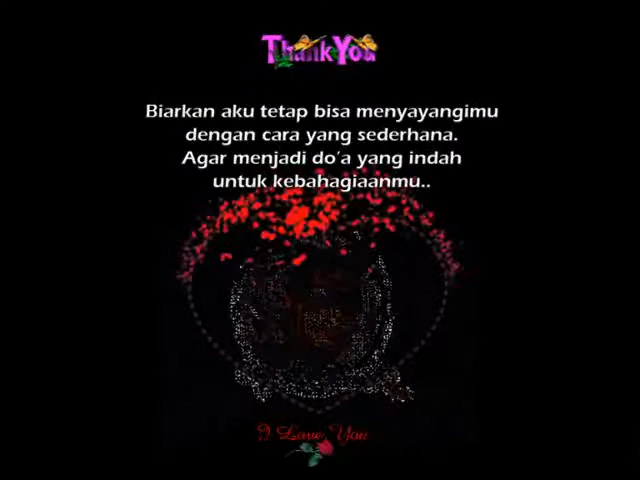 Thank You
Biarkan aku tetap bisa menyayangimu
dengan cara yang sederhana.
Agar menjadi do'a yang indah
untuk kebahagiaanmu..
I Love You